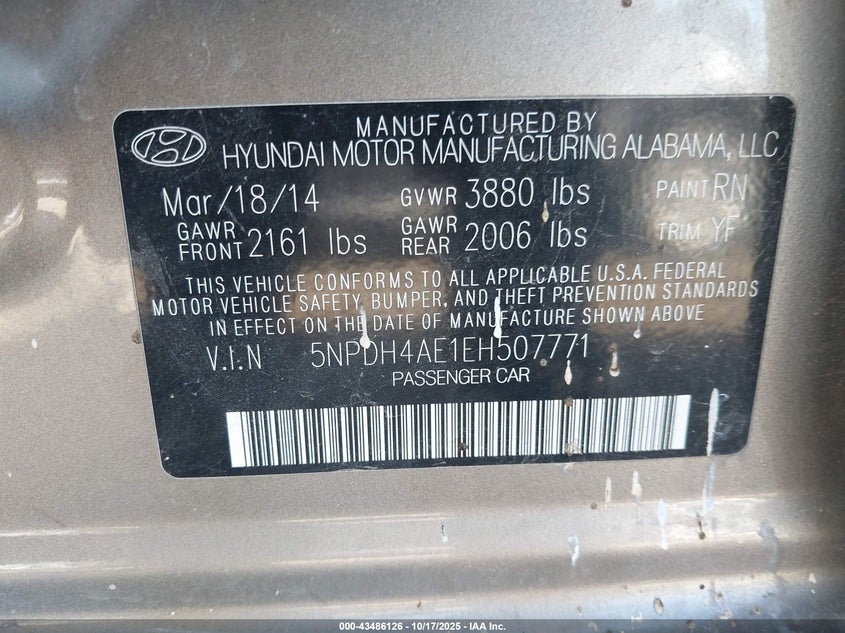 MANUFACTURED BY
HYUNDAI MOTOR MANUFACTURING ALABAMA, LLC
Mar/18/14 GVWR 3880 lbs PAINT RN
GAWR FRONT 2161 lbs GAWR REAR 2006 lbs TRIM YF
THIS VEHICLE CONFORMS TO ALL APPLICABLE U.S.A. FEDERAL
MOTOR VEHICLE SAFETY, BUMPER, AND THEFT PREVENTION STANDARDS
IN EFFECT ON THE DATE OF MANUFACTURE SHOWN ABOVE
V.I.N 5NPDH4AE1EH507771
PASSENGER CAR
000-43486126 - 10/17/2025 - IAA Inc.